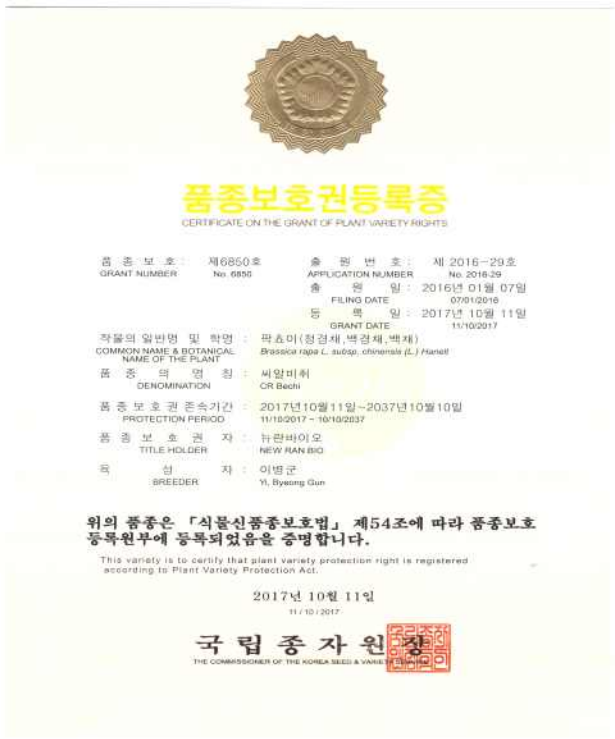 품종보호권등록증
CERTIFICATE ON THE GRANT OF PLANT VARIETY RIGHTS
품 종 보 호 : 제6850호 출 원 번 호 : 제 2016-29호
GRANT NUMBER No. 6850 APPLICATION NUMBER No. 2016-29
출 원 일 : 2016년 01월 07일
FILING DATE 07/01/2016
등 록 일 : 2017년 10월 11일
GRANT DATE 11/10/2017
작물의 일반명 및 학명 : 팍쵸이(청경채,백경채,백채)
COMMON NAME & BOTANICAL Brassica rapa L. subsp. chinensis (L.) Hanelt
NAME OF THE PLANT
품 종 의 명 칭 : 씨알비취
DENOMINATION CR Bechi
품 종 보 호 권 존속기간 : 2017년10월11일~2037년10월10일
PROTECTION PERIOD 11/10/2017 ~ 10/10/2037
품 종 보 호 권 자 : 뉴란바이오
TITLE HOLDER NEW RAN BIO
육 성 자 : 이병군
BREEDER Yi, Byeong Gun
위의 품종은 「식물신품종보호법」 제54조에 따라 품종보호
등록원부에 등록되었음을 증명합니다.
This variety is to certify that plant variety protection right is registered
according to Plant Variety Protection Act.
2017년 10월 11일
11 / 10 / 2017
국 립 종 자 원 장
THE COMMISSIONER OF THE KOREA SEED & VARIETY